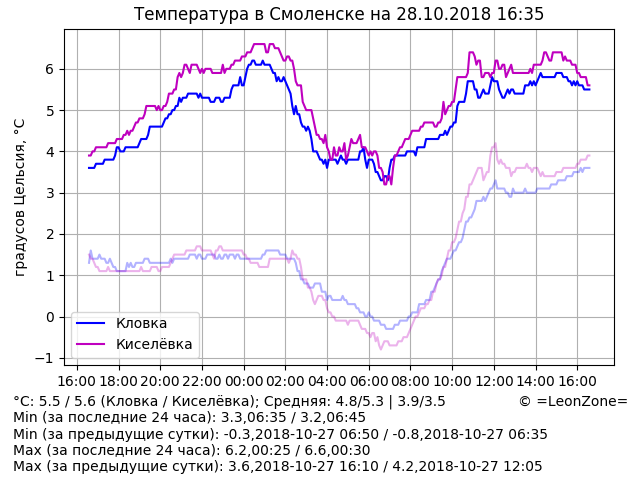 Температура в Смоленске на 28.10.2018 16:35
градусов Цельсия, °C
6
5
4
3
2
1
0
−1
Кловка
Киселёвка
16:00 18:00 20:00 22:00 00:00 02:00 04:00 06:00 08:00 10:00 12:00 14:00 16:00
°C: 5.5 / 5.6 (Кловка / Киселёвка); Средняя: 4.8/5.3 | 3.9/3.5 © =LeonZone=
Min (за последние 24 часа): 3.3,06:35 / 3.2,06:45
Min (за предыдущие сутки): -0.3,2018-10-27 06:50 / -0.8,2018-10-27 06:35
Max (за последние 24 часа): 6.2,00:25 / 6.6,00:30
Max (за предыдущие сутки): 3.6,2018-10-27 16:10 / 4.2,2018-10-27 12:05